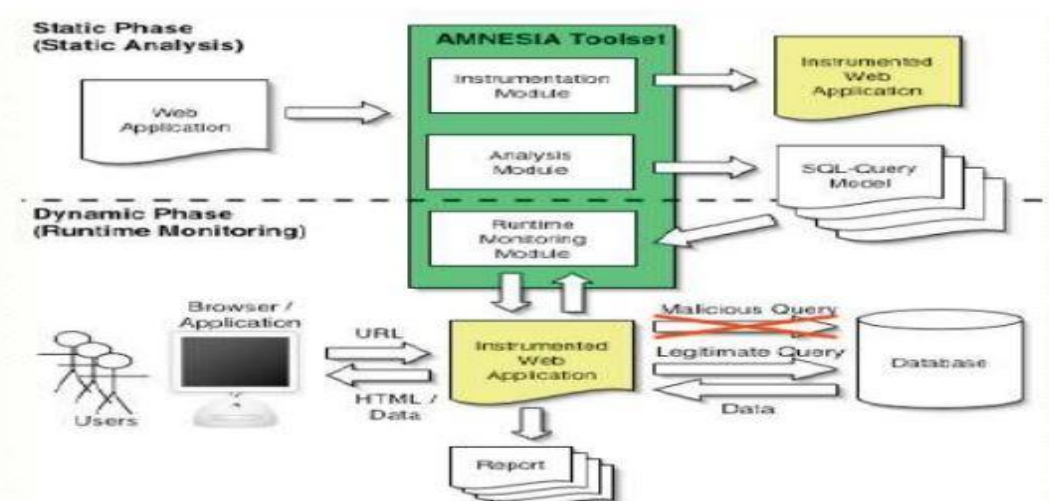 Static Phase
(Static Analysis)
AMNESIA Toolset
Instrumentation
Module
Instrumented
Web
Application
Web
Application
Analysis
Module
SQL-Query
Model
Dynamic Phase
(Runtime Monitoring)
Runtime
Monitoring
Module
Browser /
Application
Users
URL
HTML /
Data
Instrumented
Web
Application
Malicious Query
Legitimate Query
Data
Database
Report